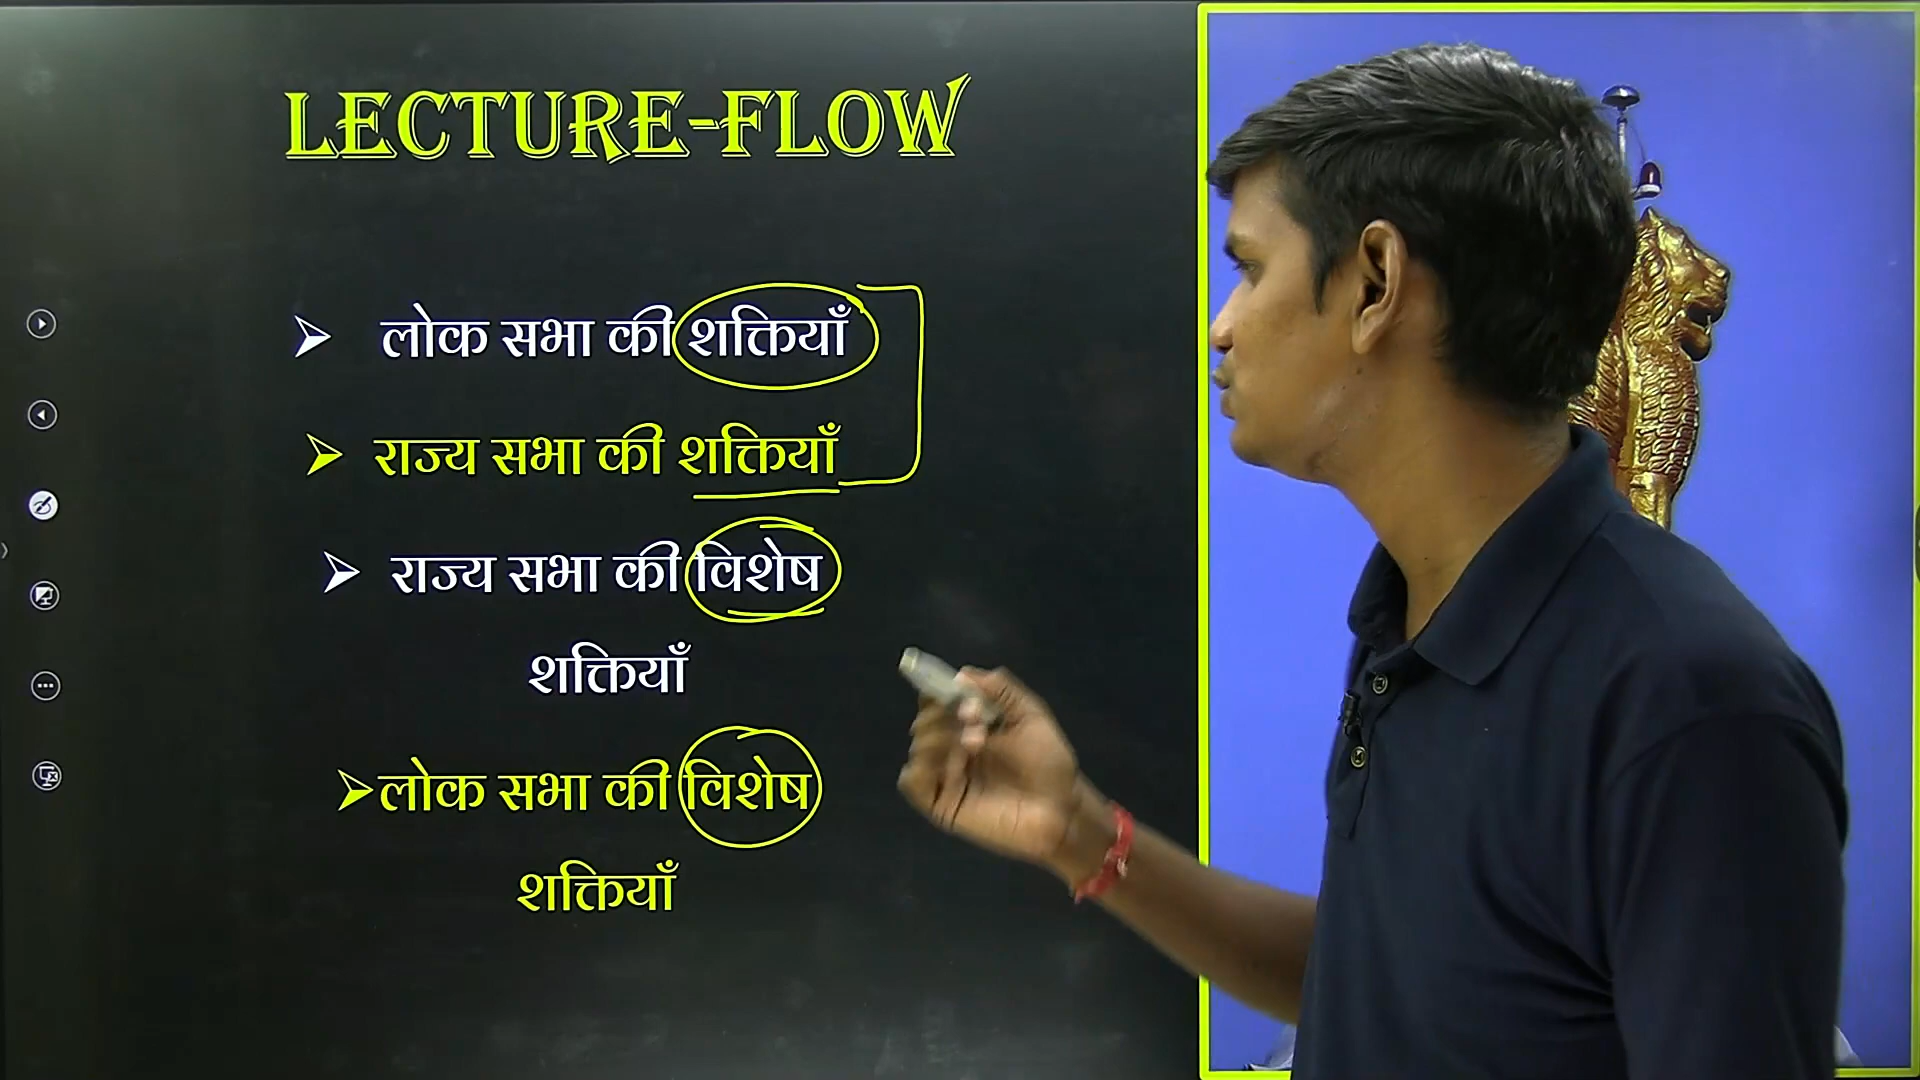 LECTURE-FLOW
लोक सभा की शक्तियाँ
राज्य सभा की शक्तियाँ
राज्य सभा की विशेष
शक्तियाँ
लोक सभा की विशेष
शक्तियाँ